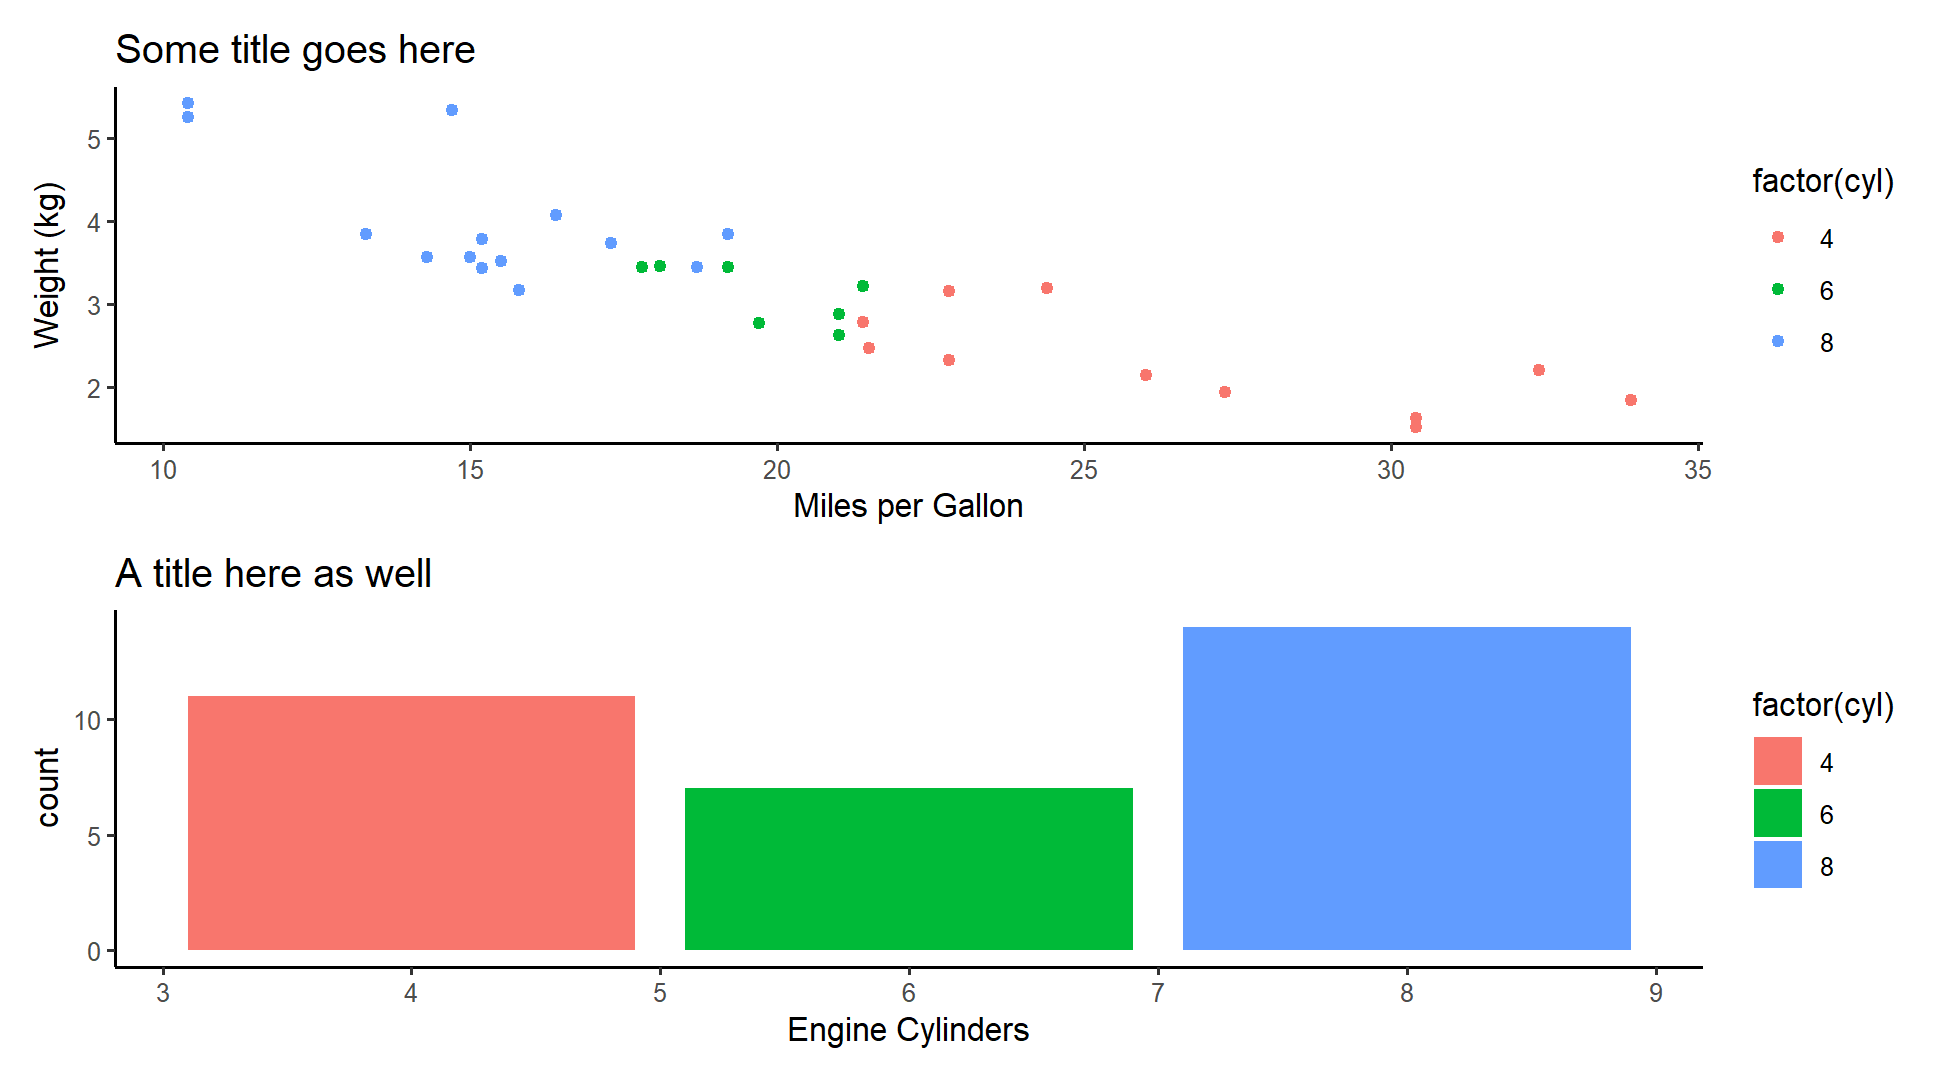 Some title goes here
5
4
3
2
Weight (kg)
10 15 20 25 30 35
Miles per Gallon
factor(cyl)
4
6
8
A title here as well
10
5
0
count
3 4 5 6 7 8 9
Engine Cylinders
factor(cyl)
4
6
8